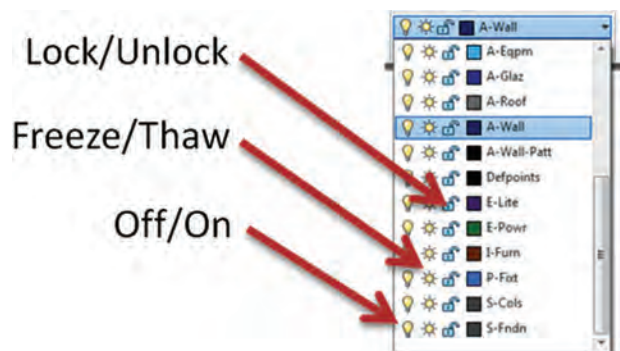 Lock/Unlock
Freeze/Thaw
Off/On
A-Wall
A-Eqpm
A-Glaz
A-Roof
A-Wall
A-Wall-Patt
Defpoints
E-Lite
E-Powr
I-Furn
P-Fixt
S-Cols
S-Fndn